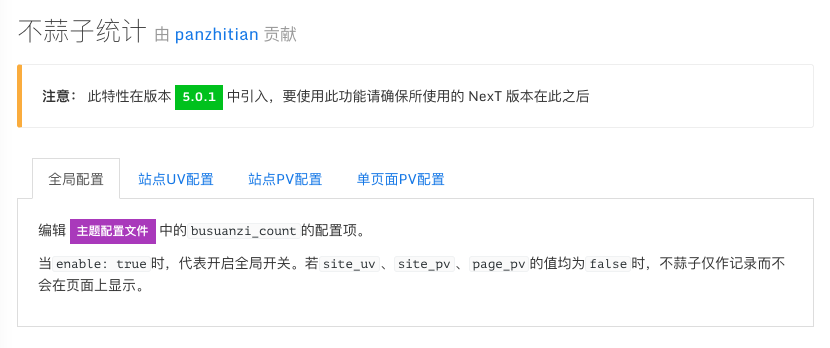 不蒜子统计 由 panzhitian 贡献
注意： 此特性在版本 5.0.1 中引入，要使用此功能请确保所使用的 NexT 版本在此之后
全局配置 站点UV配置 站点PV配置 单页面PV配置
编辑 主题配置文件 中的 busuanzi_count 的配置项。
当 enable: true 时，代表开启全局开关。若 site_uv 、 site_pv 、 page_pv 的值均为 false 时，不蒜子仅作记录而不
会在页面上显示。